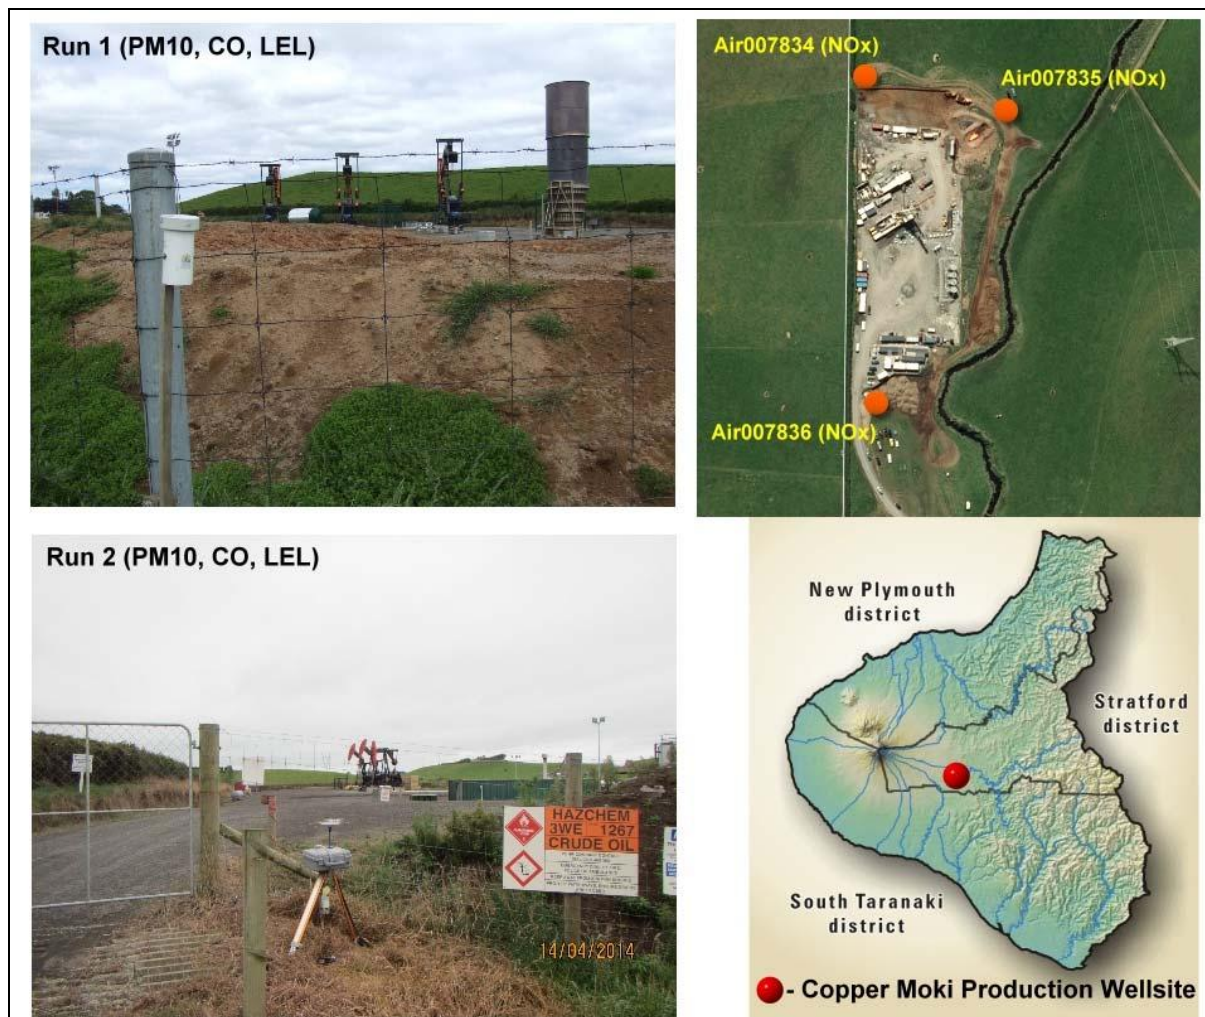 Run 1 (PM10, CO, LEL)
Air007834 (NOx)
Air007835 (NOx)
Air007836 (NOx)
Run 2 (PM10, CO, LEL)
HAZCHEM
3WE 1267
CRUDE OIL
14/04/2014
New Plymouth
district
Stratford
district
South Taranaki
district
- Copper Moki Production Wellsite